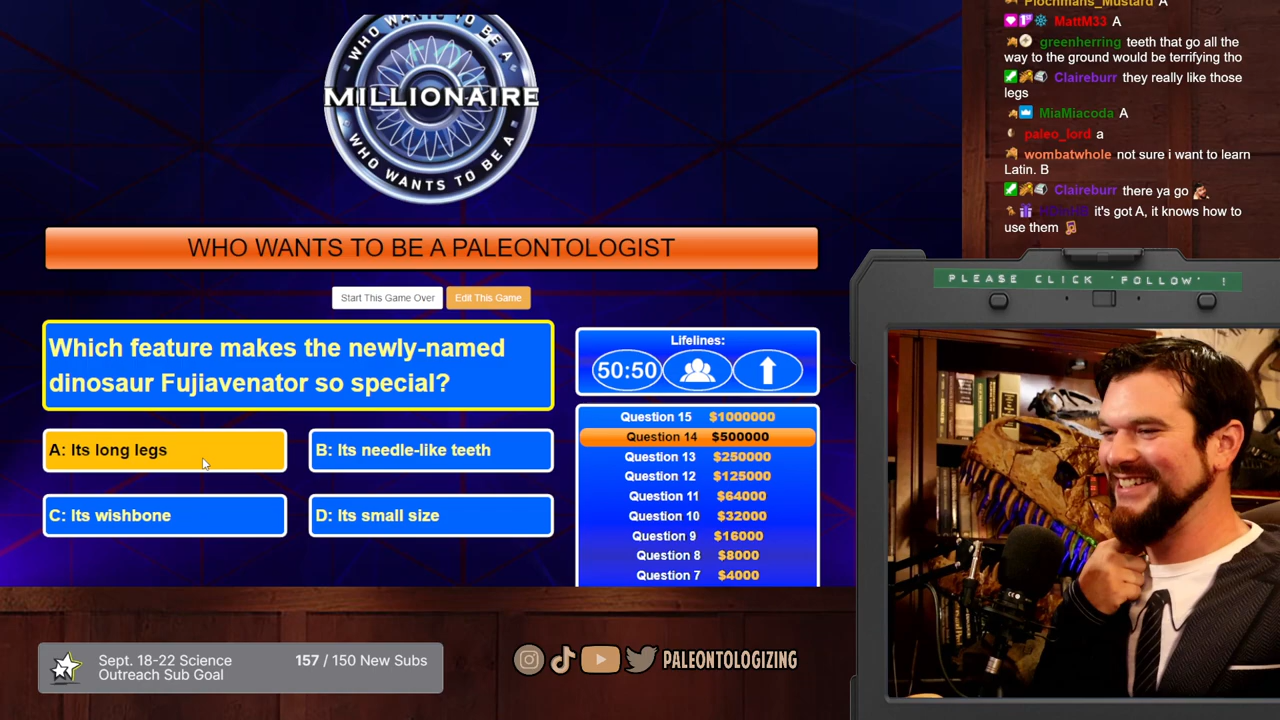 WHO WANTS TO BE A
MILLIONAIRE
WHO WANTS TO BE A
WHO WANTS TO BE A PALEONTOLOGIST
Start This Game Over
Edit This Game
Which feature makes the newly-named
dinosaur Fujiavenator so special?
A: Its long legs
B: Its needle-like teeth
C: Its wishbone
D: Its small size
Lifelines:
50:50
Question 15 $1000000
Question 14 $500000
Question 13 $250000
Question 12 $125000
Question 11 $64000
Question 10 $32000
Question 9 $16000
Question 8 $8000
Question 7 $4000
Plochmans_Mustard A
MattM33 A
greenherring teeth that go all the
way to the ground would be terrifying tho
Claireburr they really like those
legs
MiaMiacoda A
paleo_lord a
wombatwhole not sure i want to learn
Latin. B
Claireburr there ya go
it's got A, it knows how to
use them
PLEASE CLICK 'FOLLOW' !
Sept. 18-22 Science
Outreach Sub Goal
157 / 150 New Subs
PALEONTOLOGIZING